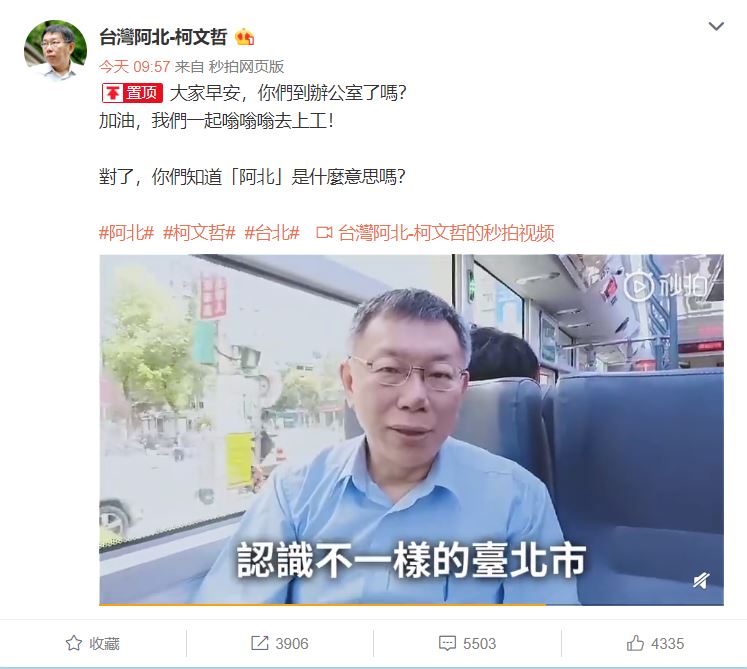 台灣阿北-柯文哲
今天 09:57 来自 秒拍网页版
置顶 大家早安，你們到辦公室了嗎？
加油，我們一起嗡嗡嗡去上工！
對了，你們知道「阿北」是什麼意思嗎？
#阿北# #柯文哲# #台北# 台灣阿北-柯文哲的秒拍视频
秒拍
認識不一樣的臺北市
收藏
3906
5503
4335